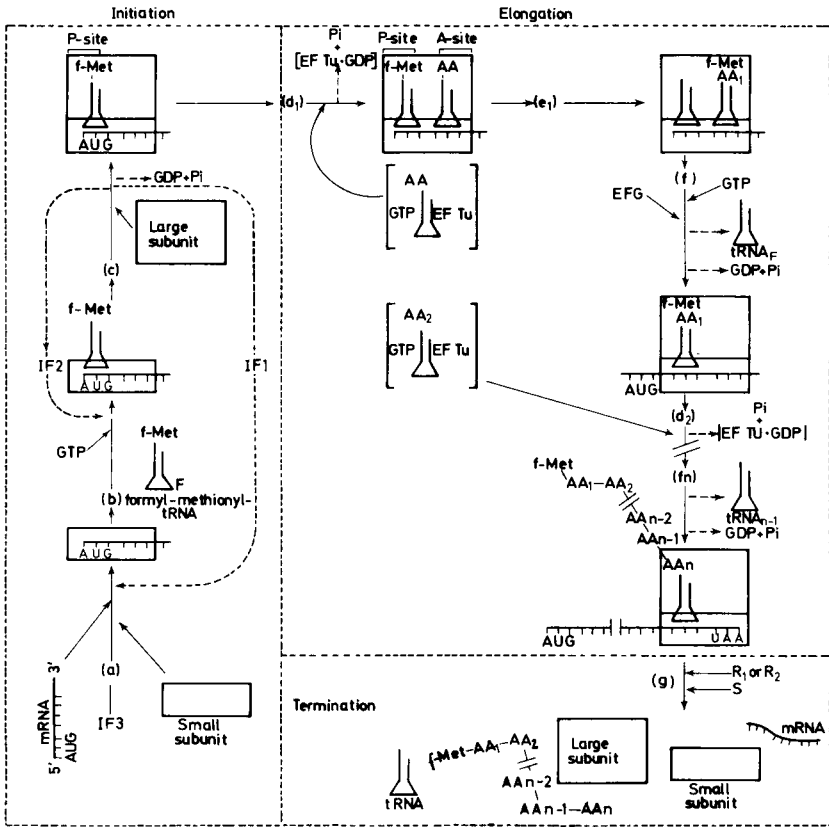 Initiation
P-site
f-Met
AUG
GDP+Pi
Large
subunit
(c)
f-Met
IF2
IF1
AUG
GTP
f-Met
F
(b) formyl-methionyl-
tRNA
AUG
(a)
IF3
5' mRNA 3'
AUG
Small
subunit
Elongation
Pi
+
[EF Tu·GDP]
(d1)
P-site A-site
f-Met AA
(e1)
f-Met
AA1
AA
GTP EF Tu
(f)
EFG
GTP
tRNAF
GDP+Pi
AA2
GTP EF Tu
f-Met
AA1
AUG
(d2)
Pi
+
|EF TU·GDP|
(fn)
f-Met
AA1-AA2
AAn-2
AAn-1
AAn
tRNAn-1
GDP+Pi
AUG
UAA
Termination
(g)
R1 or R2
S
tRNA
f-Met-AA1-AA2
AAn-2
AAn-1-AAn
Large
subunit
Small
subunit
mRNA